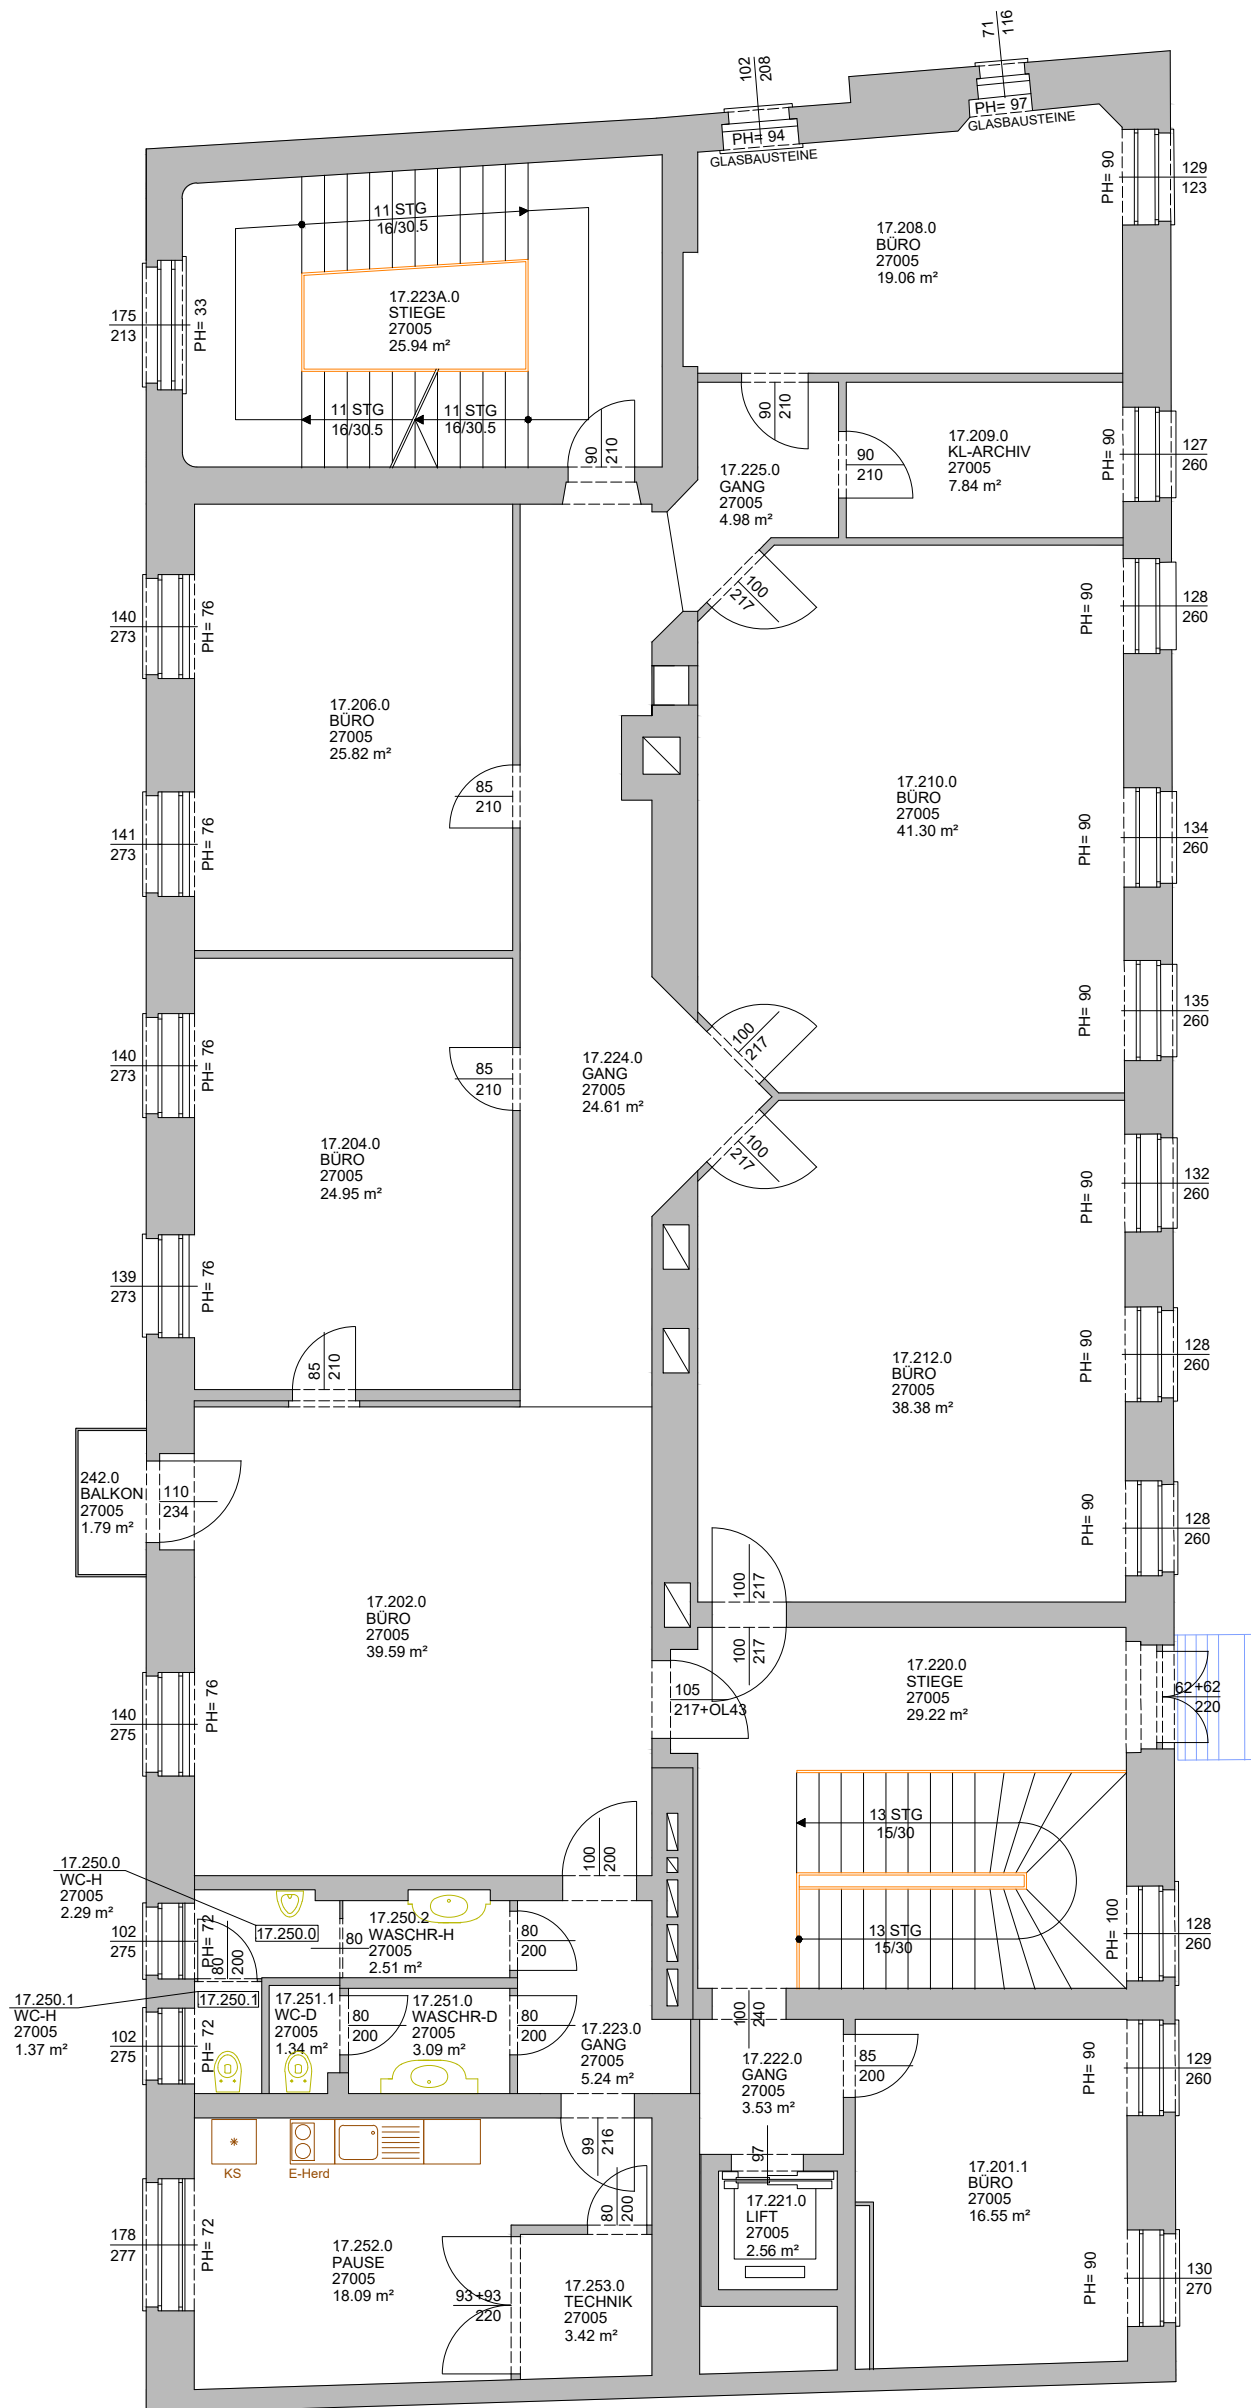 71
116
102
208
PH= 97
GLASBAUSTEINE
PH= 94
GLASBAUSTEINE
PH= 90
129
123
11 STG
16/30.5
17.208.0
BÜRO
27005
19.06 m²
17.223A.0
STIEGE
27005
25.94 m²
175
213
PH= 33
11 STG
16/30.5
11 STG
16/30.5
90
210
90
210
17.225.0
GANG
27005
4.98 m²
90
210
17.209.0
KL-ARCHIV
27005
7.84 m²
PH= 90
127
260
100
217
PH= 90
128
260
140
273
PH= 76
17.206.0
BÜRO
27005
25.82 m²
85
210
17.210.0
BÜRO
27005
41.30 m²
PH= 90
134
260
141
273
PH= 76
PH= 90
135
260
140
273
PH= 76
85
210
17.224.0
GANG
27005
24.61 m²
100
217
100
217
17.204.0
BÜRO
27005
24.95 m²
PH= 90
132
260
139
273
PH= 76
85
210
17.212.0
BÜRO
27005
38.38 m²
PH= 90
128
260
242.0
BALKON
27005
1.79 m²
110
234
PH= 90
128
260
100
217
100
217
17.202.0
BÜRO
27005
39.59 m²
105
217+OL43
17.220.0
STIEGE
27005
29.22 m²
62+62
220
140
275
PH= 76
13 STG
15/30
100
200
17.250.0
WC-H
27005
2.29 m²
17.250.0
17.250.2
WASCHR-H
27005
2.51 m²
80
80
200
102
275
PH= 72
80
200
13 STG
15/30
PH= 100
128
260
17.250.1
WC-H
27005
1.37 m²
17.250.1
102
275
PH= 72
17.251.1
WC-D
27005
1.34 m²
80
200
17.251.0
WASCHR-D
27005
3.09 m²
80
200
17.223.0
GANG
27005
5.24 m²
100
240
17.222.0
GANG
27005
3.53 m²
85
200
PH= 90
129
260
KS
E-Herd
99
216
80
200
97
17.221.0
LIFT
27005
2.56 m²
17.201.1
BÜRO
27005
16.55 m²
178
277
PH= 72
17.252.0
PAUSE
27005
18.09 m²
93+93
220
17.253.0
TECHNIK
27005
3.42 m²
PH= 90
130
270